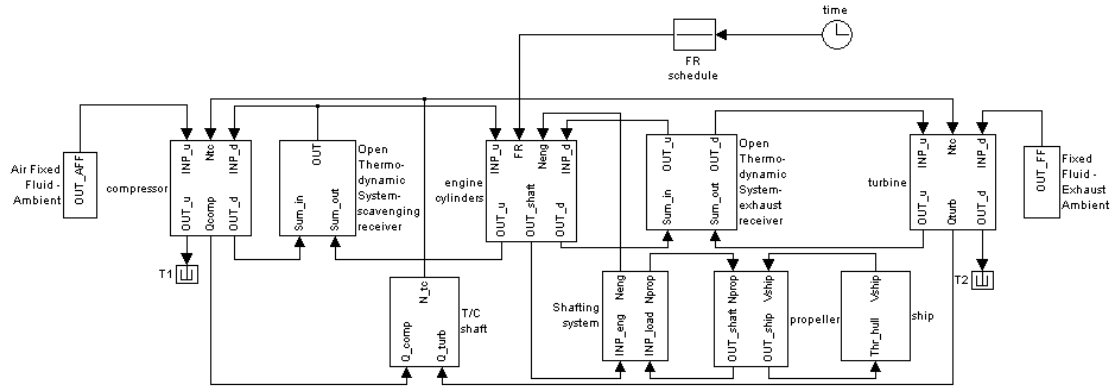 time
FR
schedule
Air Fixed
Fluid -
Ambient
OUT_AFF
compressor
INP_u
Ntc
INP_d
OUT_u
Qcomp
OUT_d
T1
OUT
Sum_in
Sum_out
Open
Thermo-
dynamic
System-
scavenging
receiver
engine
cylinders
INP_u
FR
Neng
INP_d
OUT_u
OUT_shaft
OUT_d
OUT_u
OUT_d
Sum_in
Sum_out
Open
Thermo-
dynamic
System-
exhaust
receiver
turbine
INP_u
Ntc
INP_d
OUT_u
Qturb
OUT_d
T2
OUT_FF
Fixed
Fluid -
Exhaust
Ambient
N_tc
Q_comp
Q_turb
T/C
shaft
Shafting
system
Neng
Nprop
INP_eng
INP_load
Nprop
Vship
OUT_shaft
OUT_ship
propeller
Vship
Thr_hull
ship